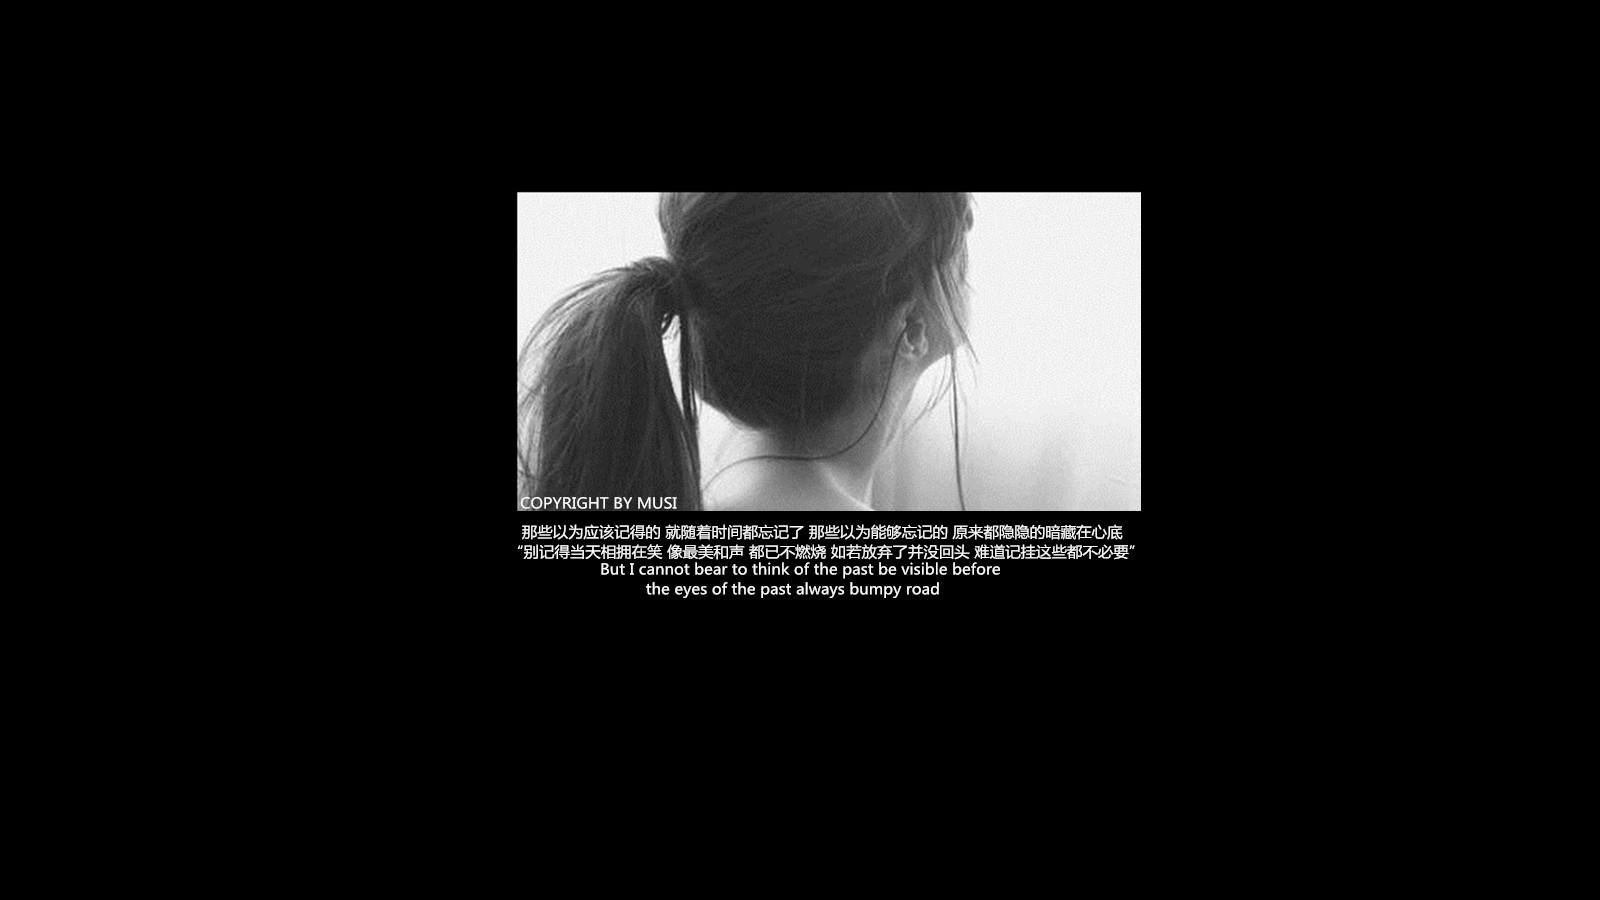 COPYRIGHT BY MUSI
那些以为应该记得的 就随着时间都忘记了 那些以为能够忘记的 原来都隐隐的暗藏在心底
“别记得当天相拥在笑 像最美和声 都已不燃烧 如若放弃了并没回头 难道记挂这些都不必要”
But I cannot bear to think of the past be visible before
the eyes of the past always bumpy road